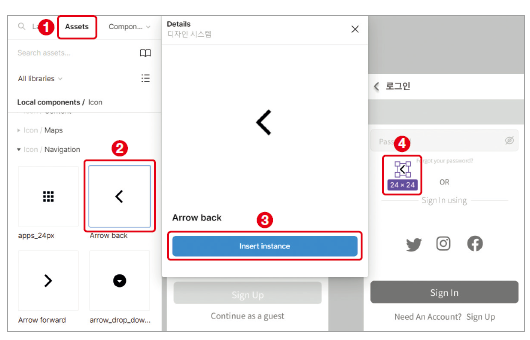 1
Assets
Compon...
Search assets...
All libraries
Local components / Icon
Icon / Maps
Icon / Navigation
2
apps_24px
Arrow back
Arrow forward
arrow_drop_dow...
Details
디자인 시스템
Arrow back
3
Insert instance
Sign Up
Continue as a guest
로그인
4
24 × 24
Forgot your password?
OR
Sign in using
Sign In
Need An Account? Sign Up